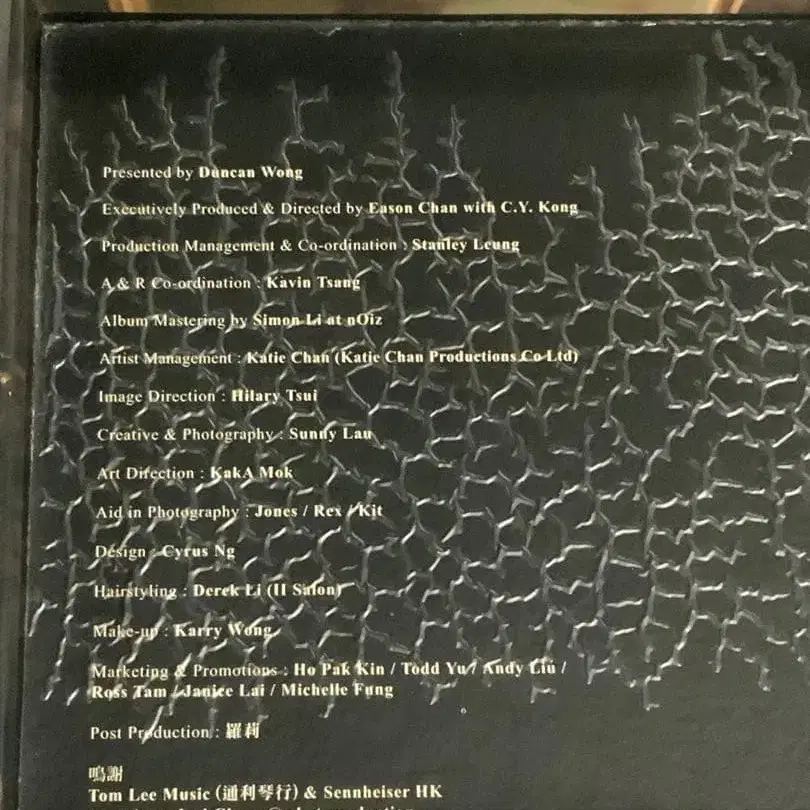 Presented by Duncan Wong
Executively Produced & Directed by Eason Chan with C.Y. Kong
Production Management & Co-ordination : Stanley Leung
A & R Co-ordination : Kavin Tsang
Album Mastering by Simon Li at nOiz
Artist Management : Katie Chan (Katie Chan Productions Co Ltd)
Image Direction : Hilary Tsui
Creative & Photography : Sunny Lau
Art Direction : KakA Mok
Aid in Photography : Jones / Rex / Kit
Design : Cyrus Ng
Hairstyling : Derek Li (II Salon)
Make-up : Karry Wong
Marketing & Promotions : Ho Pak Kin / Todd Yu / Andy Liu /
Ross Tam / Janice Lai / Michelle Fung
Post Production : 羅莉
鳴謝
Tom Lee Music (通利琴行) & Sennheiser HK